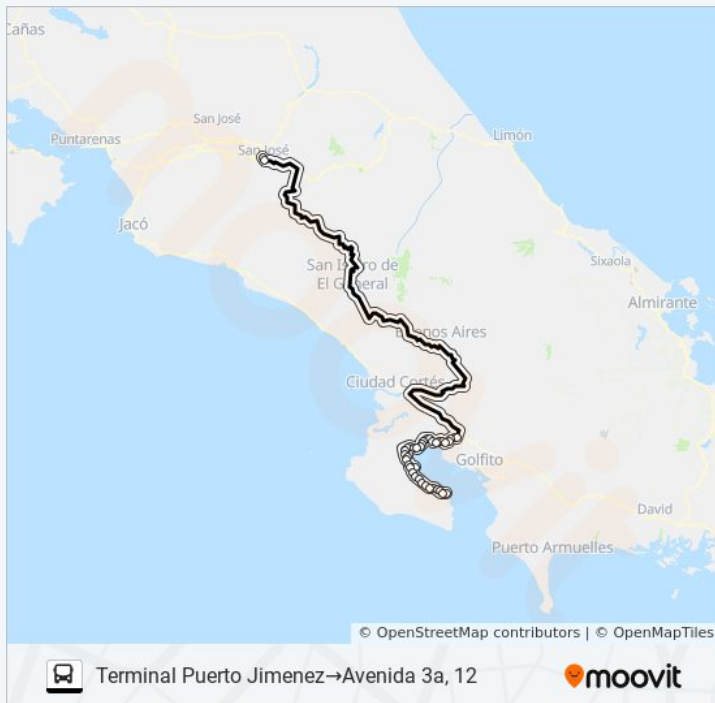 Cañas
San José
Limón
Puntarenas
San José
Jacó
San Isidro de
El General
Sixaola
Almirante
Buenos Aires
Ciudad Cortés
Golfito
David
Puerto Armuelles
© OpenStreetMap contributors | © OpenMapTiles
Terminal Puerto Jimenez→Avenida 3a, 12
moovit